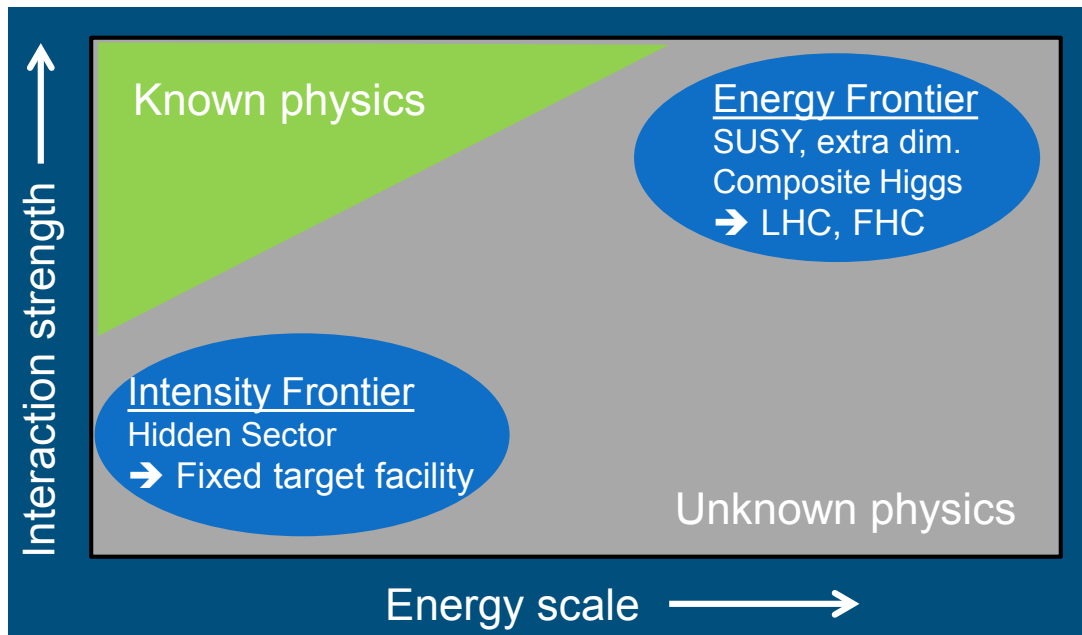 Known physics
Energy Frontier
SUSY, extra dim.
Composite Higgs
➔ LHC, FHC
Interaction strength
Intensity Frontier
Hidden Sector
➔ Fixed target facility
Unknown physics
Energy scale